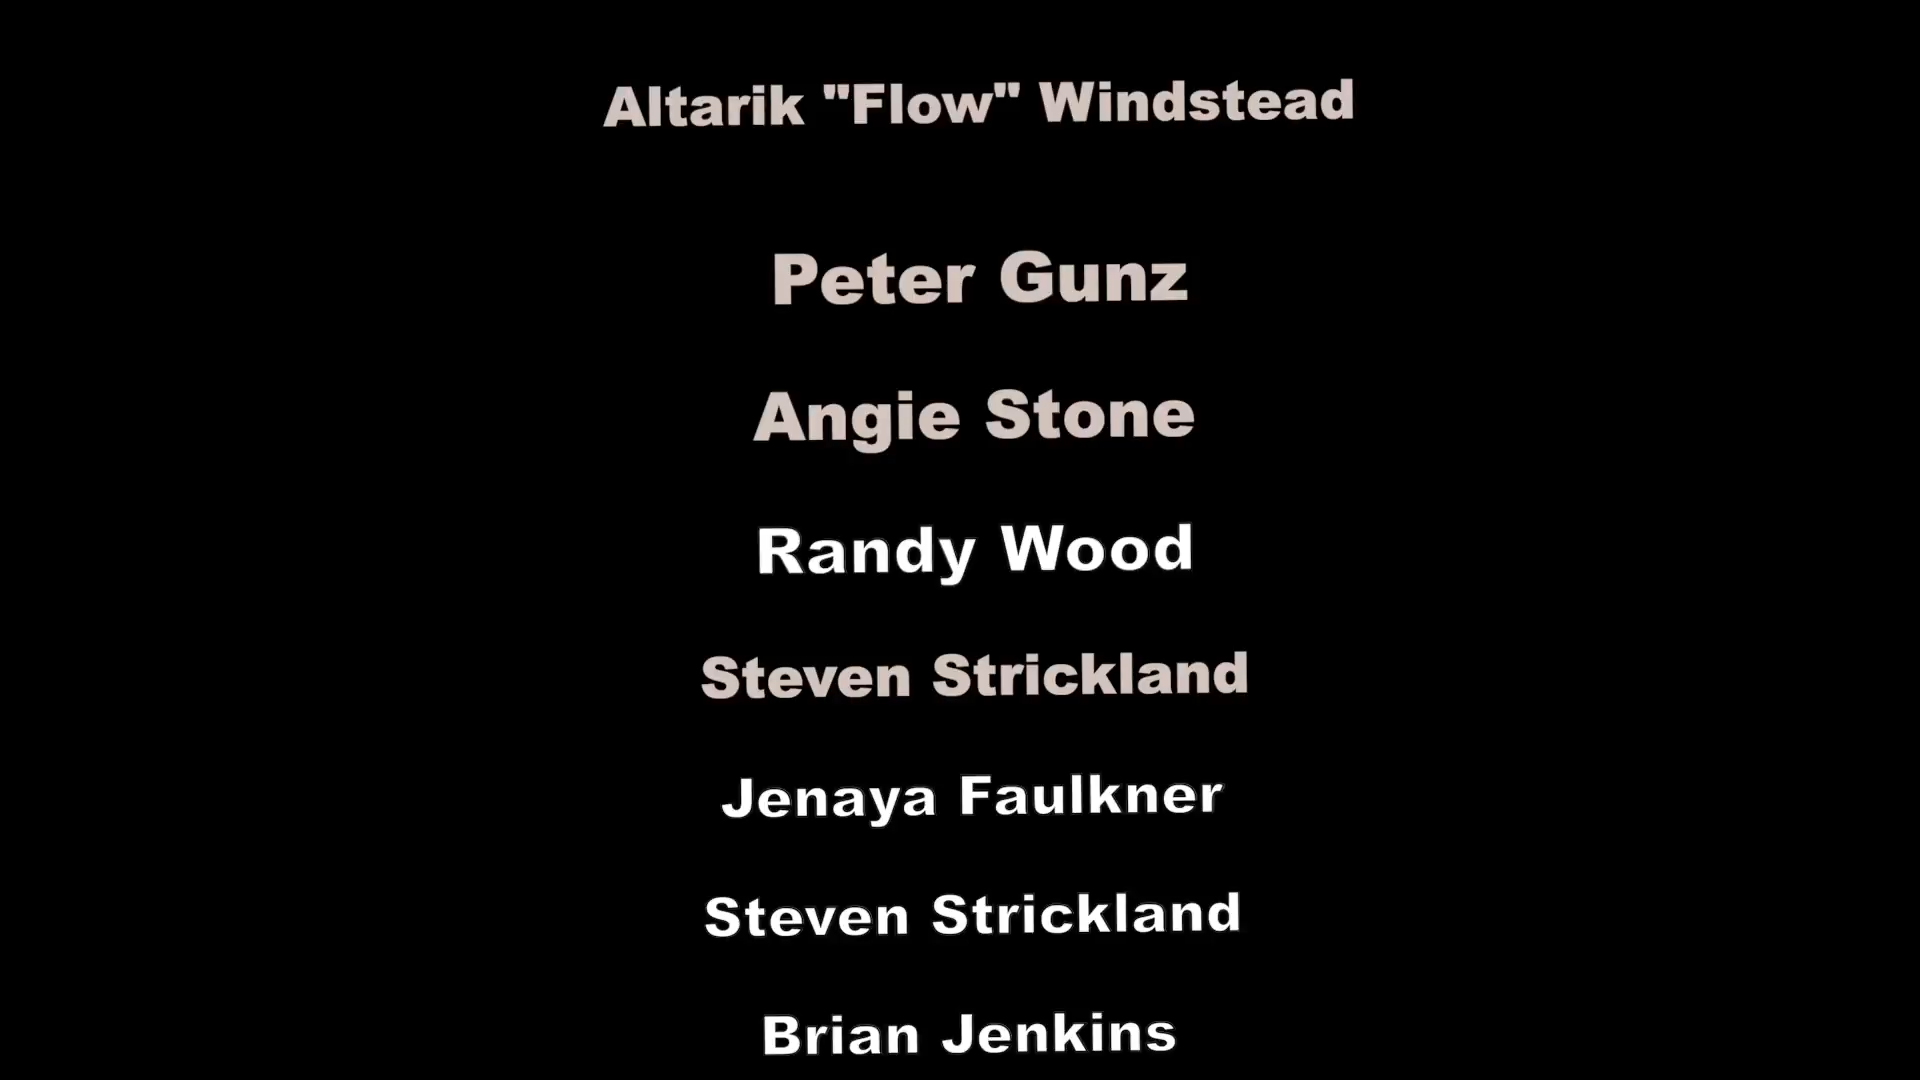 Altarik "Flow" Windstead
Peter Gunz
Angie Stone
Randy Wood
Steven Strickland
Jenaya Faulkner
Steven Strickland
Brian Jenkins